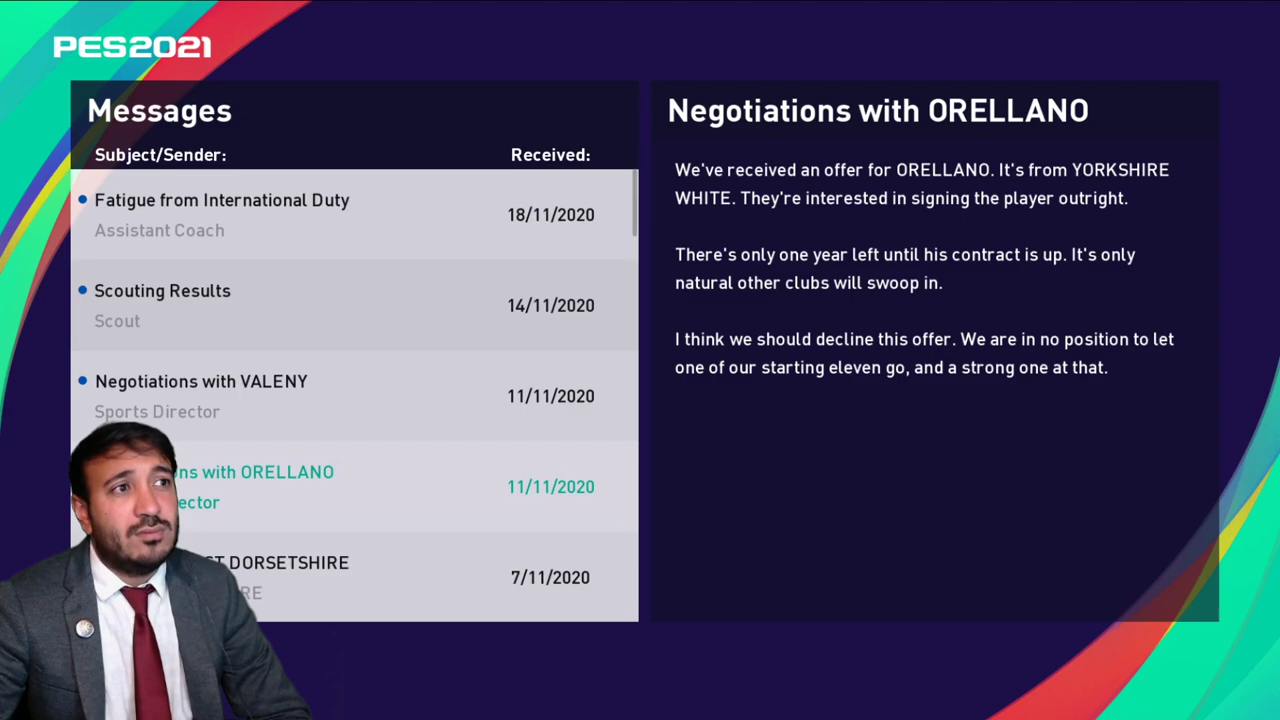 PES2021
Messages
Subject/Sender:
Received:
Fatigue from International Duty
18/11/2020
Assistant Coach
Scouting Results
14/11/2020
Scout
Negotiations with VALENY
11/11/2020
Sports Director
ns with ORELLANO
11/11/2020
ector
ST DORSETSHIRE
7/11/2020
RE
Negotiations with ORELLANO
We've received an offer for ORELLANO. It's from YORKSHIRE
WHITE. They're interested in signing the player outright.
There's only one year left until his contract is up. It's only
natural other clubs will swoop in.
I think we should decline this offer. We are in no position to let
one of our starting eleven go, and a strong one at that.